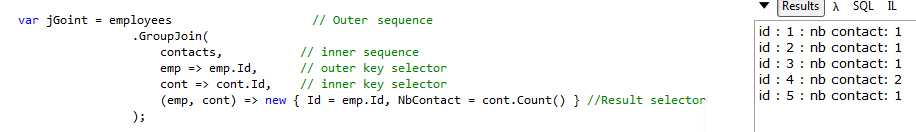 var jGoint = employees // Outer sequence
.GroupJoin(
contacts, // inner sequence
emp => emp.Id, // outer key selector
cont => cont.Id, // inner key selector
(emp, cont) => new { Id = emp.Id, NbContact = cont.Count() } //Result selector
);
▼ Results λ SQL IL
id : 1 : nb contact: 1
id : 2 : nb contact: 1
id : 3 : nb contact: 1
id : 4 : nb contact: 2
id : 5 : nb contact: 1